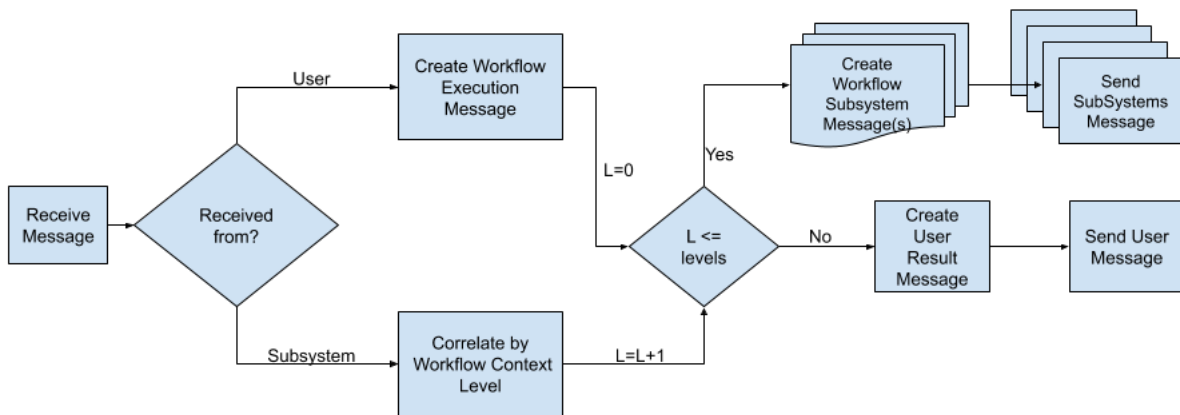 Receive
Message
Received
from?
User
Create Workflow
Execution
Message
L=0
Subsystem
Correlate by
Workflow Context
Level
L=L+1
L <=
levels
Yes
Create
Workflow
Subsystem
Message(s)
Send
SubSystems
Message
No
Create
User
Result
Message
Send User
Message